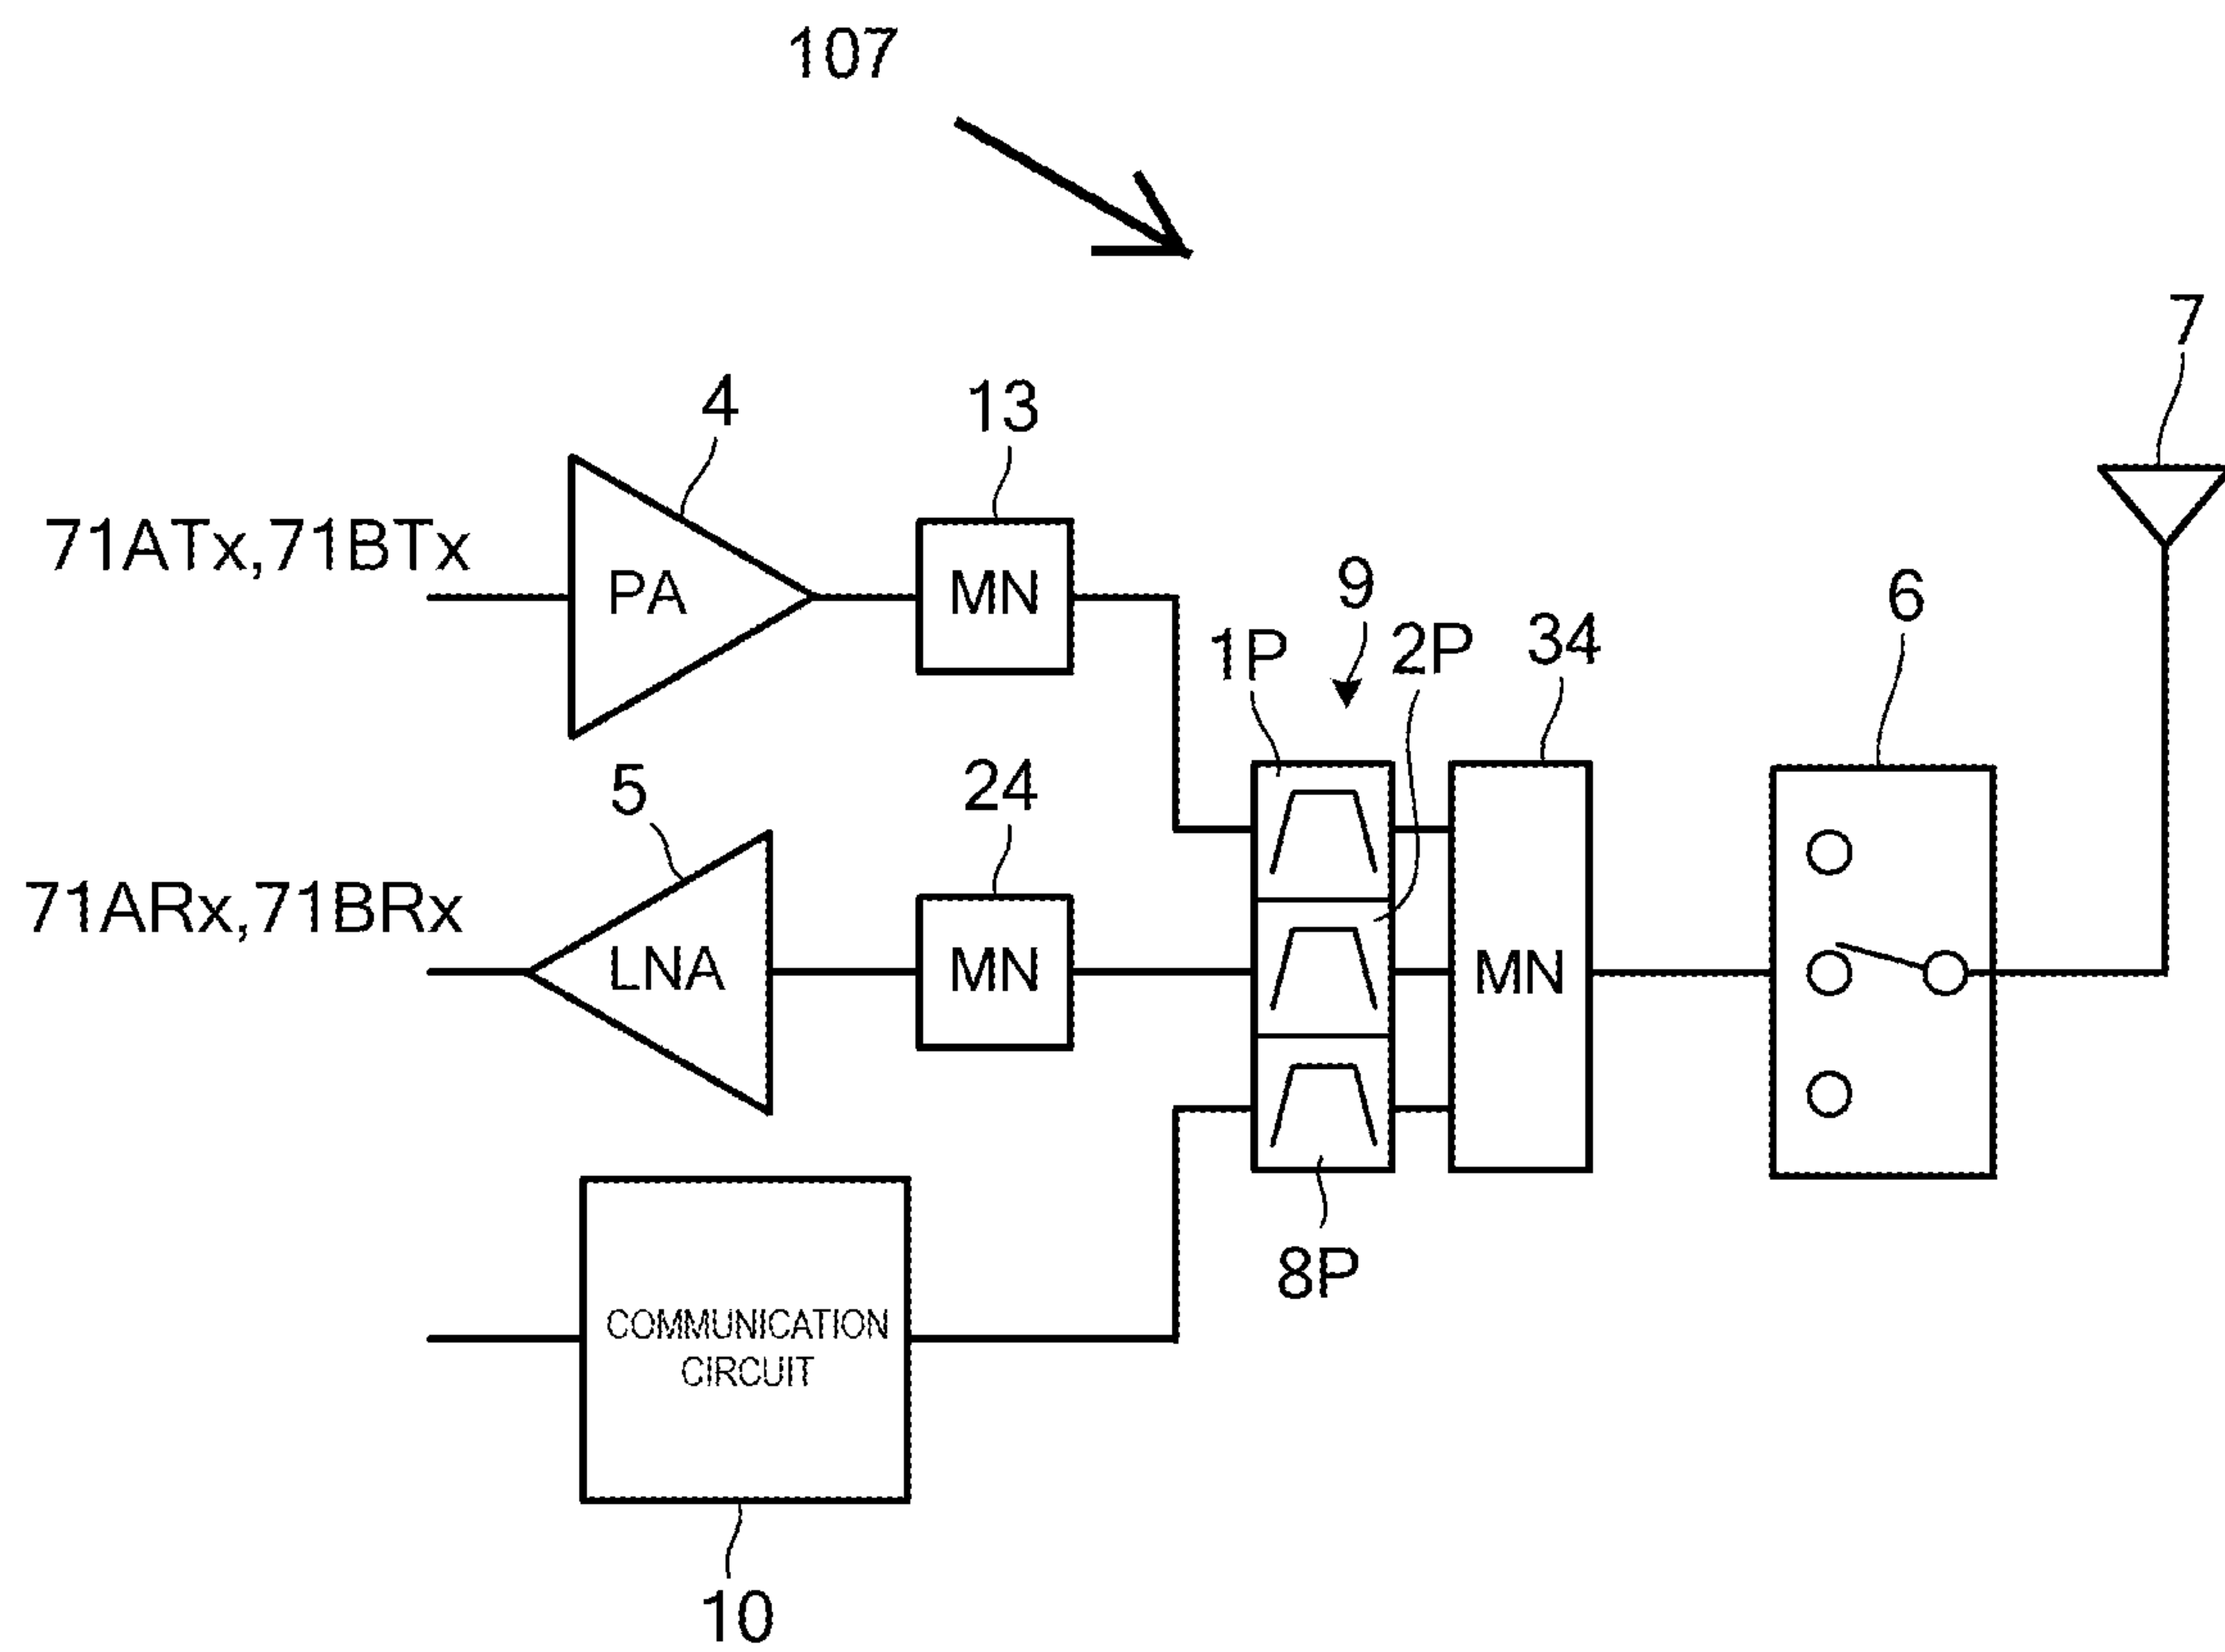 107
7
4
13
71ATx,71BTx
PA
MN
9
6
1P
2P
34
5
24
71ARx,71BRx
LNA
MN
MN
8P
COMMUNICATION
CIRCUIT
10